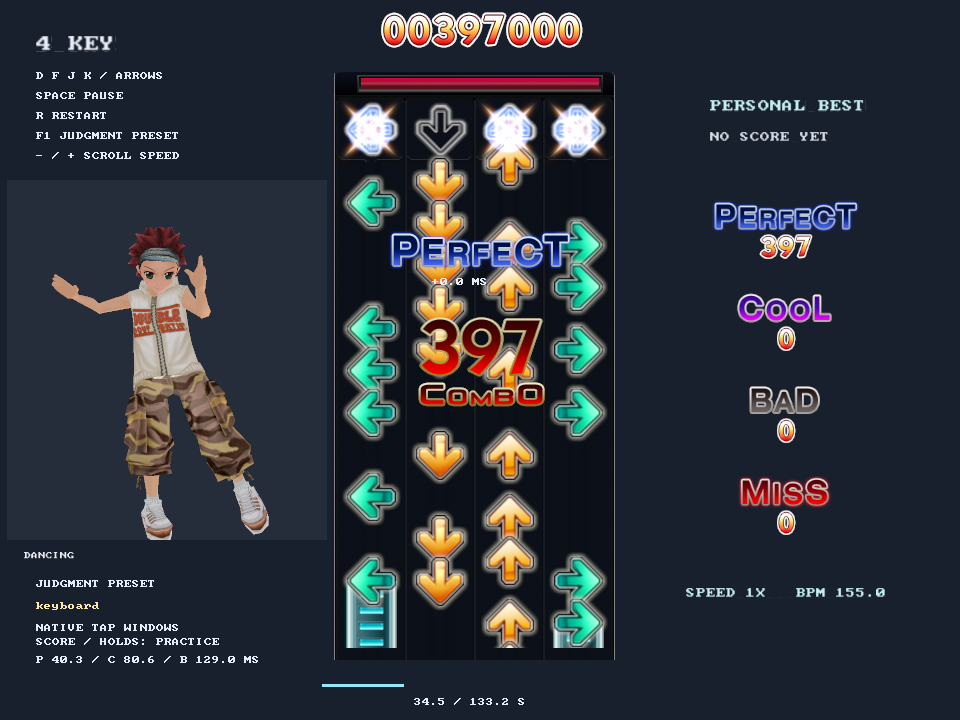 00397000
4 KEY
D F J K / ARROWS
SPACE PAUSE
R RESTART
F1 JUDGMENT PRESET
- / + SCROLL SPEED
PERSONAL BEST
NO SCORE YET
PERFECT
+0.0 MS
397
COMBO
PERFECT
397
COOL
0
BAD
0
MISS
0
DANCING
JUDGMENT PRESET
keyboard
NATIVE TAP WINDOWS
SCORE / HOLDS: PRACTICE
P 40.3 / C 80.6 / B 129.0 MS
SPEED 1X BPM 155.0
34.5 / 133.2 S